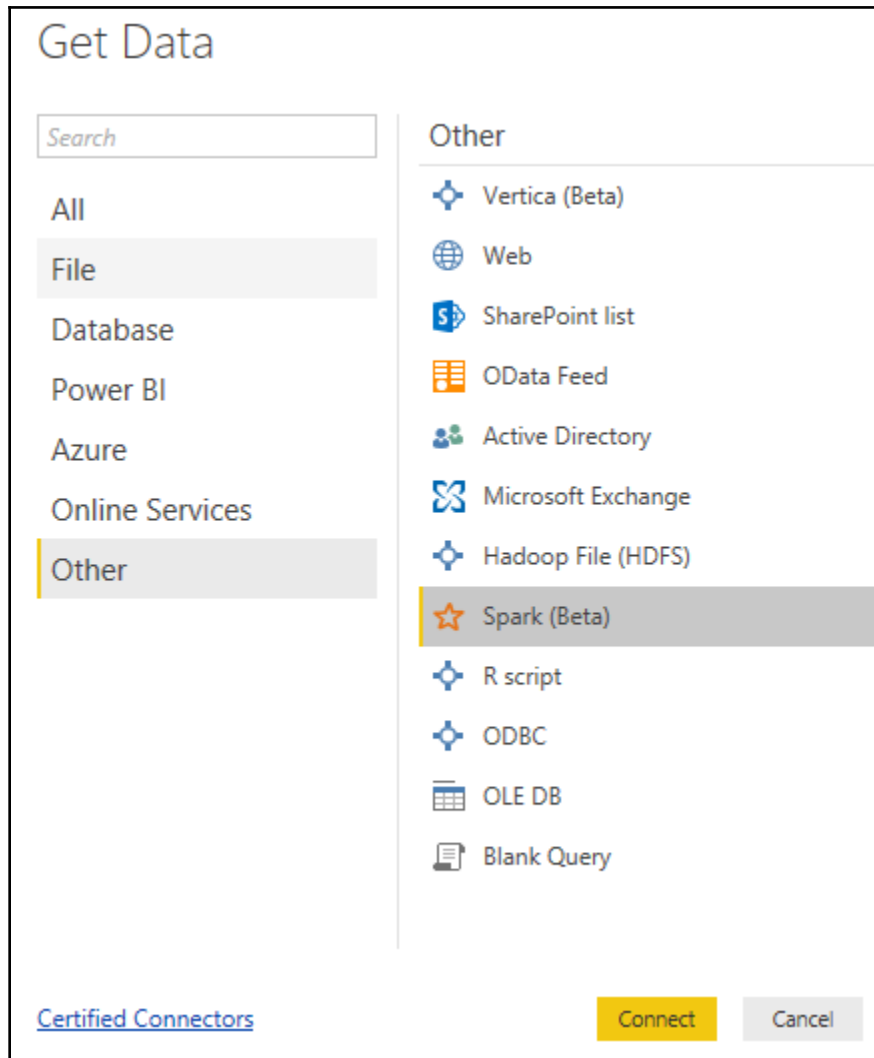 Get Data
Search
All
File
Database
Power BI
Azure
Online Services
Other
Other
Vertica (Beta)
Web
SharePoint list
OData Feed
Active Directory
Microsoft Exchange
Hadoop File (HDFS)
Spark (Beta)
R script
ODBC
OLE DB
Blank Query
Certified Connectors
Connect
Cancel